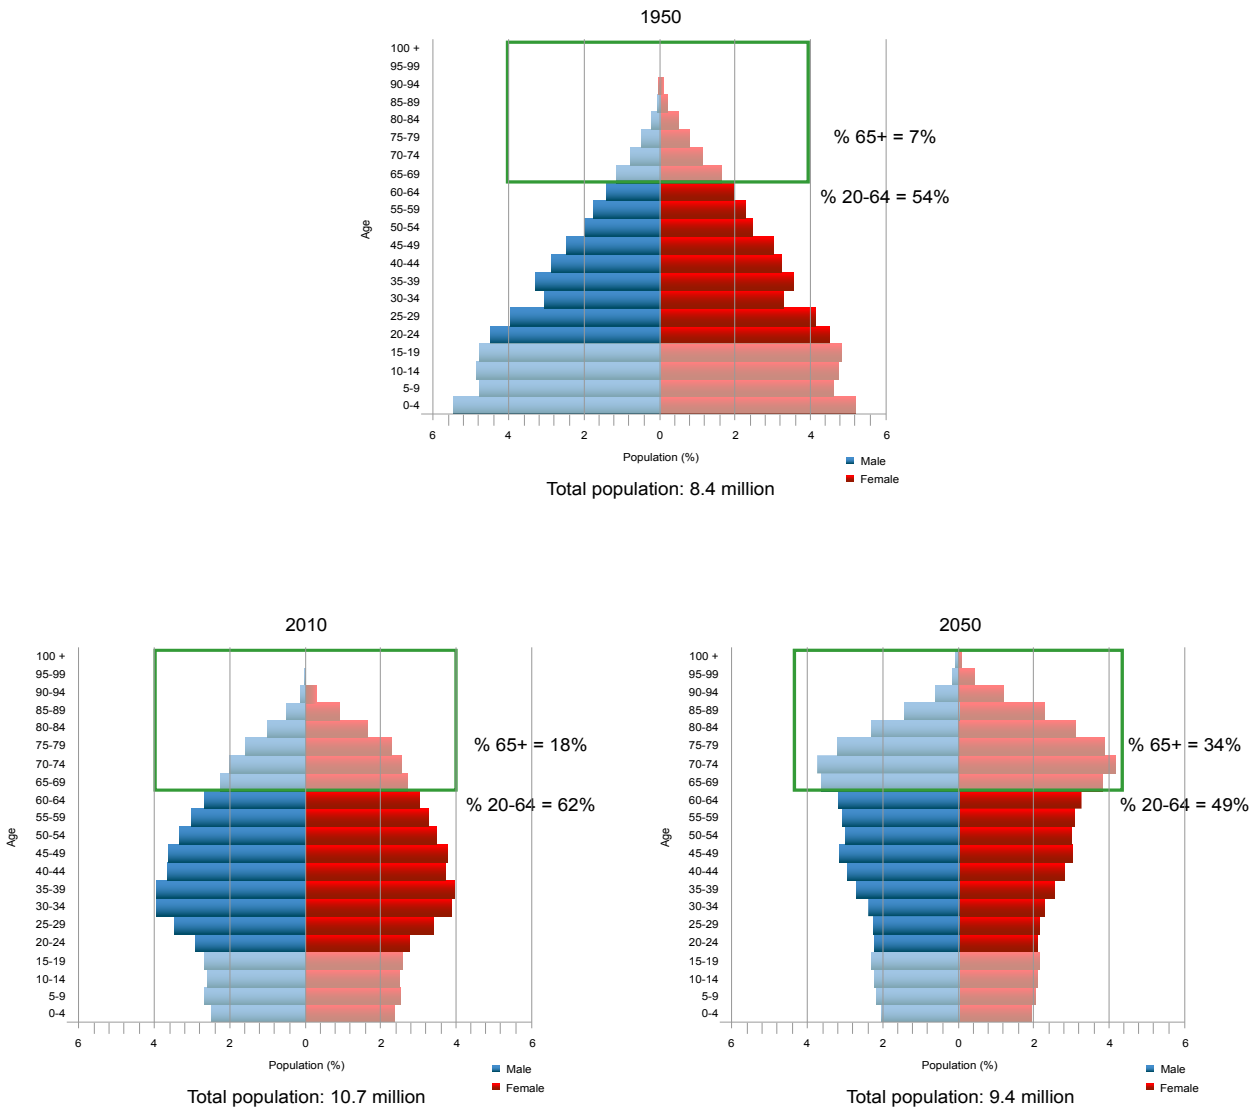 1950
100 +
95-99
90-94
85-89
80-84
75-79
70-74
65-69
60-64
55-59
50-54
45-49
40-44
35-39
30-34
25-29
20-24
15-19
10-14
5-9
0-4
Age
% 65+ = 7%
% 20-64 = 54%
6 4 2 0 2 4 6
Population (%)
Male
Female
Total population: 8.4 million
2010
100 +
95-99
90-94
85-89
80-84
75-79
70-74
65-69
60-64
55-59
50-54
45-49
40-44
35-39
30-34
25-29
20-24
15-19
10-14
5-9
0-4
Age
% 65+ = 18%
% 20-64 = 62%
6 4 2 0 2 4 6
Population (%)
Male
Female
Total population: 10.7 million
2050
100 +
95-99
90-94
85-89
80-84
75-79
70-74
65-69
60-64
55-59
50-54
45-49
40-44
35-39
30-34
25-29
20-24
15-19
10-14
5-9
0-4
Age
% 65+ = 34%
% 20-64 = 49%
6 4 2 0 2 4 6
Population (%)
Male
Female
Total population: 9.4 million